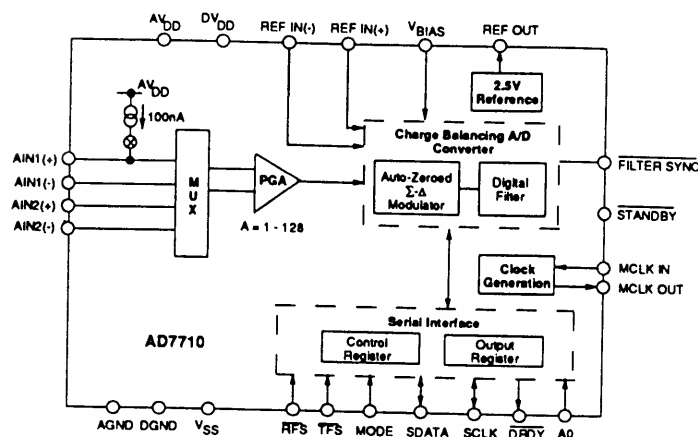 AVDD DVDD REF IN(-) REF IN(+) VBIAS REF OUT
AVDD
100nA
2.5V
Reference
AIN1(+)
AIN1(-)
AIN2(+)
AIN2(-)
MUX
PGA
A = 1 - 128
Charge Balancing A/D
Converter
Auto-Zeroed
Σ-Δ
Modulator
Digital
Filter
FILTER SYNC
STANDBY
Clock
Generation
MCLK IN
MCLK OUT
AD7710
Serial Interface
Control
Register
Output
Register
AGND DGND VSS RFS TFS MODE SDATA SCLK DRDY A0